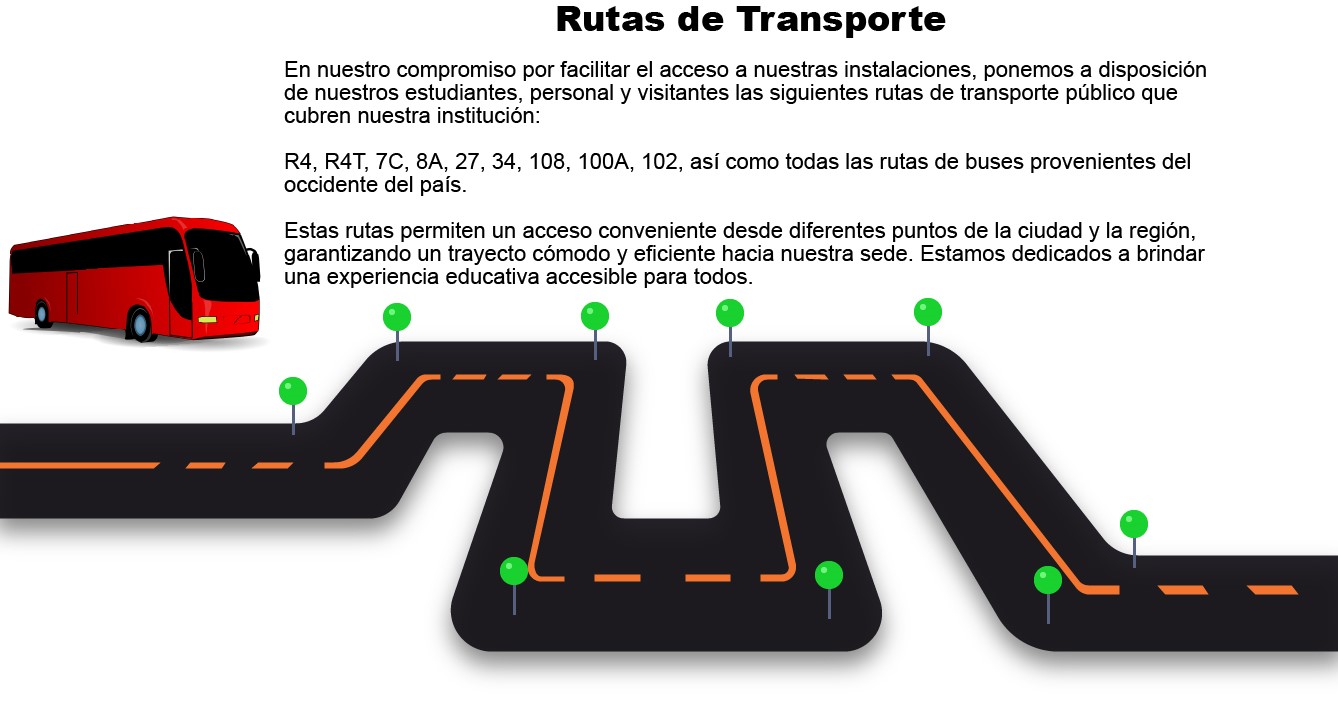 Rutas de Transporte
En nuestro compromiso por facilitar el acceso a nuestras instalaciones, ponemos a disposición
de nuestros estudiantes, personal y visitantes las siguientes rutas de transporte público que
cubren nuestra institución:
R4, R4T, 7C, 8A, 27, 34, 108, 100A, 102, así como todas las rutas de buses provenientes del
occidente del país.
Estas rutas permiten un acceso conveniente desde diferentes puntos de la ciudad y la región,
garantizando un trayecto cómodo y eficiente hacia nuestra sede. Estamos dedicados a brindar
una experiencia educativa accesible para todos.